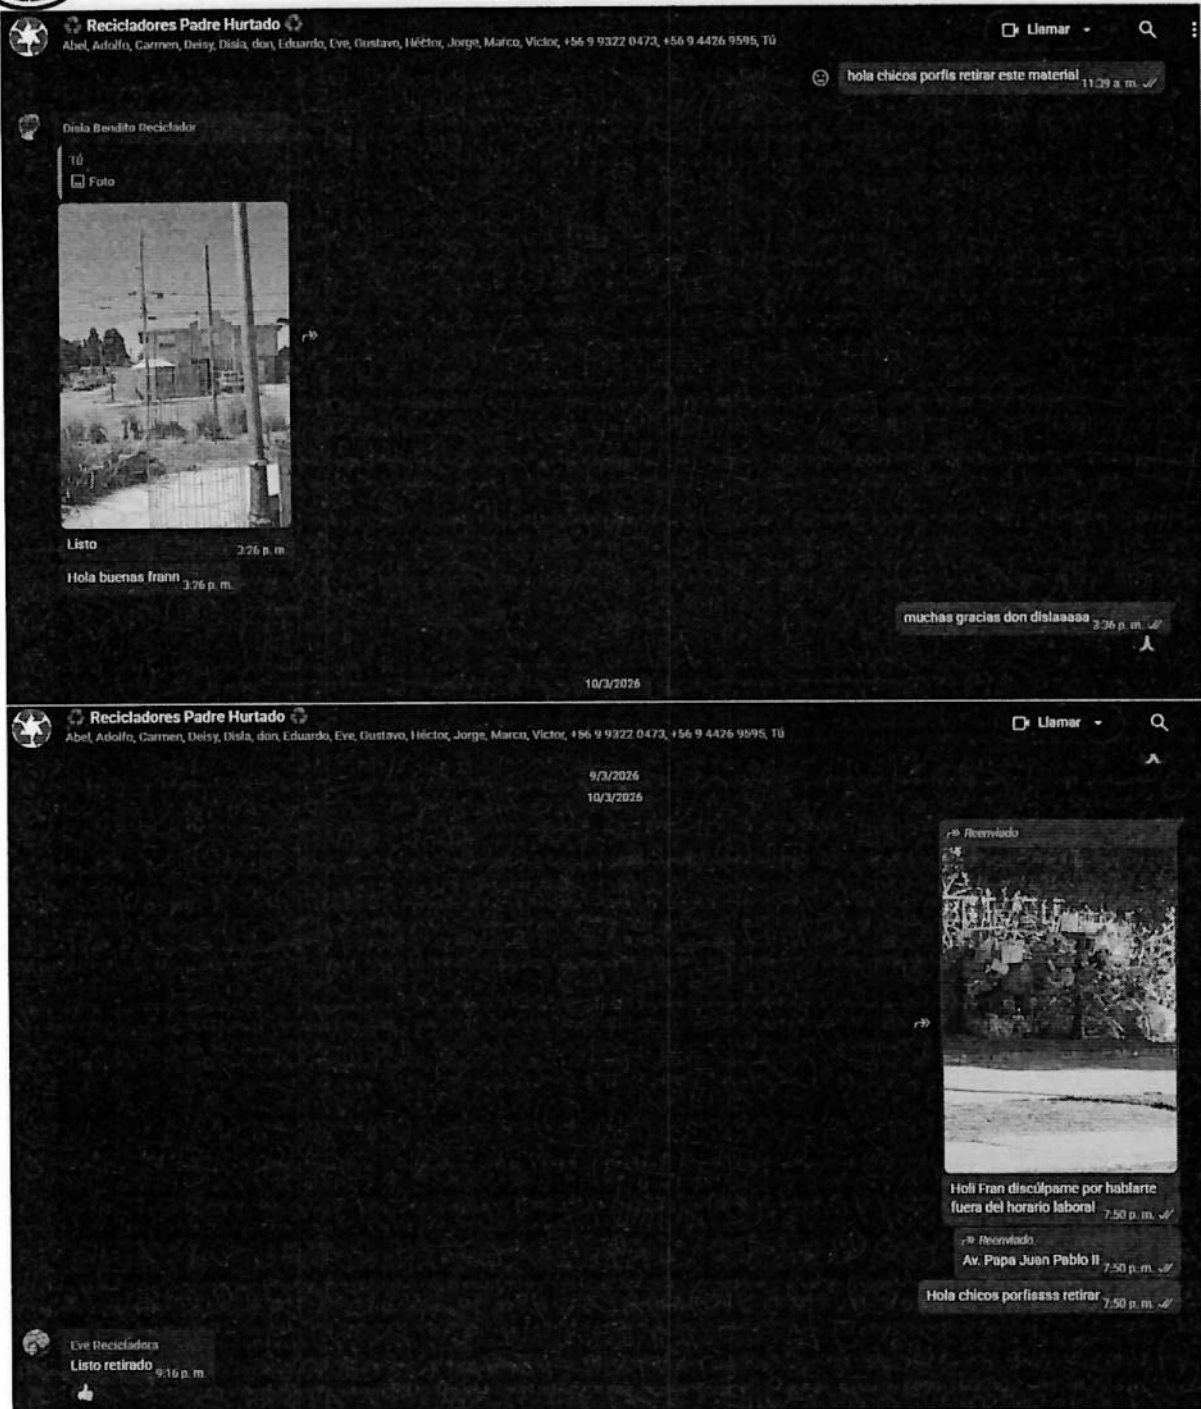 Recicladores Padre Hurtado
Abel, Adolfo, Carmen, Deisy, Disla, don, Eduardo, Eve, Gustavo, Héctor, Jorge, Marco, Victor, +56 9 9322 0473, +56 9 4426 9595, Tú
Llamar
hola chicos porfis retirar este material 11:39 a. m.
Disla Bendito Reciclador
Tú
Foto
Listo 3:26 p. m.
Hola buenas frann 3:26 p. m.
muchas gracias don dislaaaaa 3:36 p. m.
10/3/2026
Recicladores Padre Hurtado
Abel, Adolfo, Carmen, Deisy, Disla, don, Eduardo, Eve, Gustavo, Héctor, Jorge, Marco, Victor, +56 9 9322 0473, +56 9 4426 9595, Tú
Llamar
9/3/2026
10/3/2026
Reenviado
Holi Fran discúlpame por hablarte
fuera del horario laboral 7:50 p. m.
Reenviado
Av. Papa Juan Pablo II 7:50 p. m.
Hola chicos porfissss retirar 7:50 p. m.
Eve Recicladora
Listo retirado 9:16 p. m.